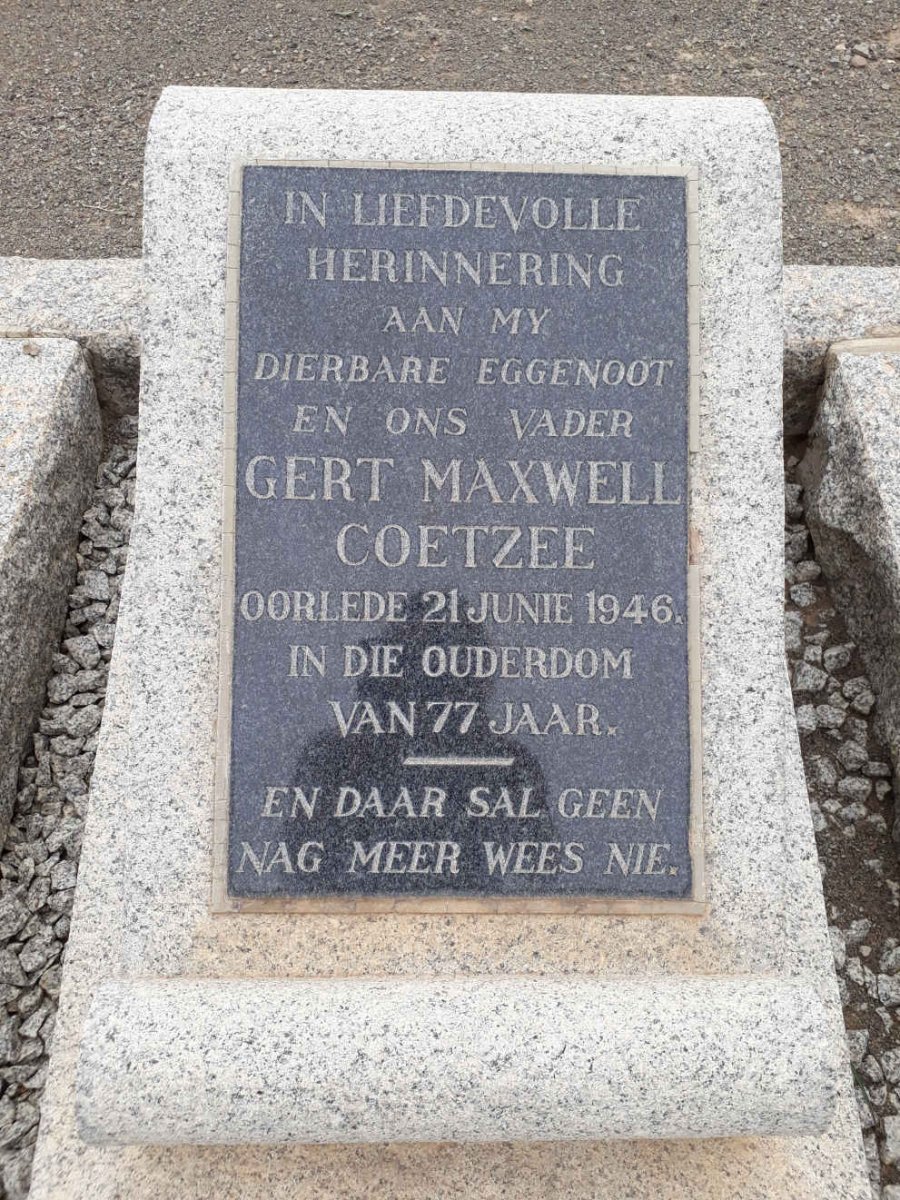 IN LIEFDEVOLLE
HERINNERING
AAN MY
DIERBARE EGGENOOT
EN ONS VADER
GERT MAXWELL
COETZEE
OORLEDE 21 JUNIE 1946.
IN DIE OUDERDOM
VAN 77 JAAR.
EN DAAR SAL GEEN
NAG MEER WEES NIE.